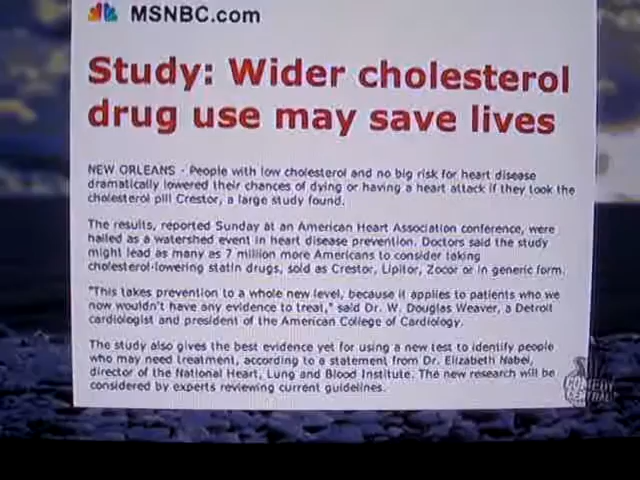 MSNBC.com
Study: Wider cholesterol
drug use may save lives
NEW ORLEANS - People with low cholesterol and no big risk for heart disease
dramatically lowered their chances of dying or having a heart attack if they took the
cholesterol pill Crestor, a large study found.
The results, reported Sunday at an American Heart Association conference, were
hailed as a watershed event in heart disease prevention. Doctors said the study
might lead as many as 7 million more Americans to consider taking
cholesterol-lowering statin drugs, sold as Crestor, Lipitor, Zocor or in generic form.
"This takes prevention to a whole new level, because it applies to patients who we
now wouldn't have any evidence to treat," said Dr. W. Douglas Weaver, a Detroit
cardiologist and president of the American College of Cardiology.
The study also gives the best evidence yet for using a new test to identify people
who may need treatment, according to a statement from Dr. Elizabeth Nabel,
director of the National Heart, Lung and Blood Institute. The new research will be
considered by experts reviewing current guidelines.
COMEDY
CENTRAL